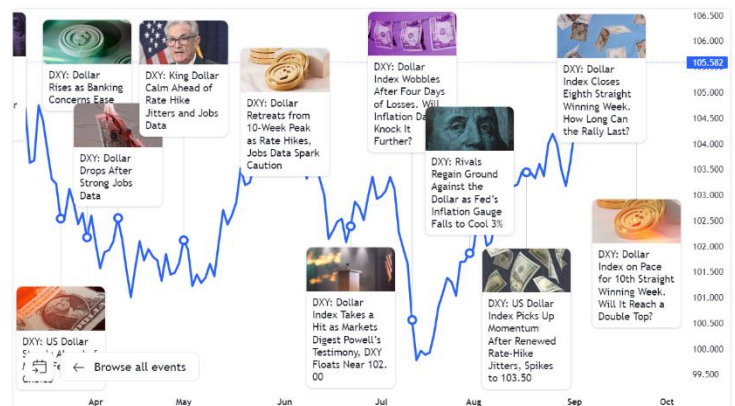 DXY: Dollar
Rises as Banking
Concerns Ease
DXY: King Dollar
Calm Ahead of
Rate Hike
Jitters and Jobs
Data
DXY: Dollar
Retreats from
10-Week Peak
as Rate Hikes,
Jobs Data Spark
Caution
DXY: Dollar
Index Wobbles
After Four Days
of Losses. Will
Inflation
Knock It
Further?
DXY: Dollar
Index Closes
Eighth Straight
Winning Week.
How Long Can
the Rally Last?
DXY: Dollar
Drops After
Strong Jobs
Data
DXY: Rivals
Regain Ground
Against the
Dollar as Fed's
Inflation Gauge
Falls to Cool 3%
DXY: Dollar
Index on Pace
for 10th Straight
Winning Week.
Will It Reach a
Double Top?
DXY: Dollar
Index Takes a
Hit as Markets
Digest Powell's
Testimony, DXY
Floats Near 102.
00
DXY: US Dollar
Index Picks Up
Momentum
After Renewed
Rate-Hike
Jitters, Spikes
to 103.50
DXY: US Dollar
← Browse all events
106.500
106.000
105.582
105.000
104.500
104.000
103.500
103.000
102.500
102.000
101.500
101.000
100.500
100.000
99.500
Apr May Jun Jul Aug Sep Oct